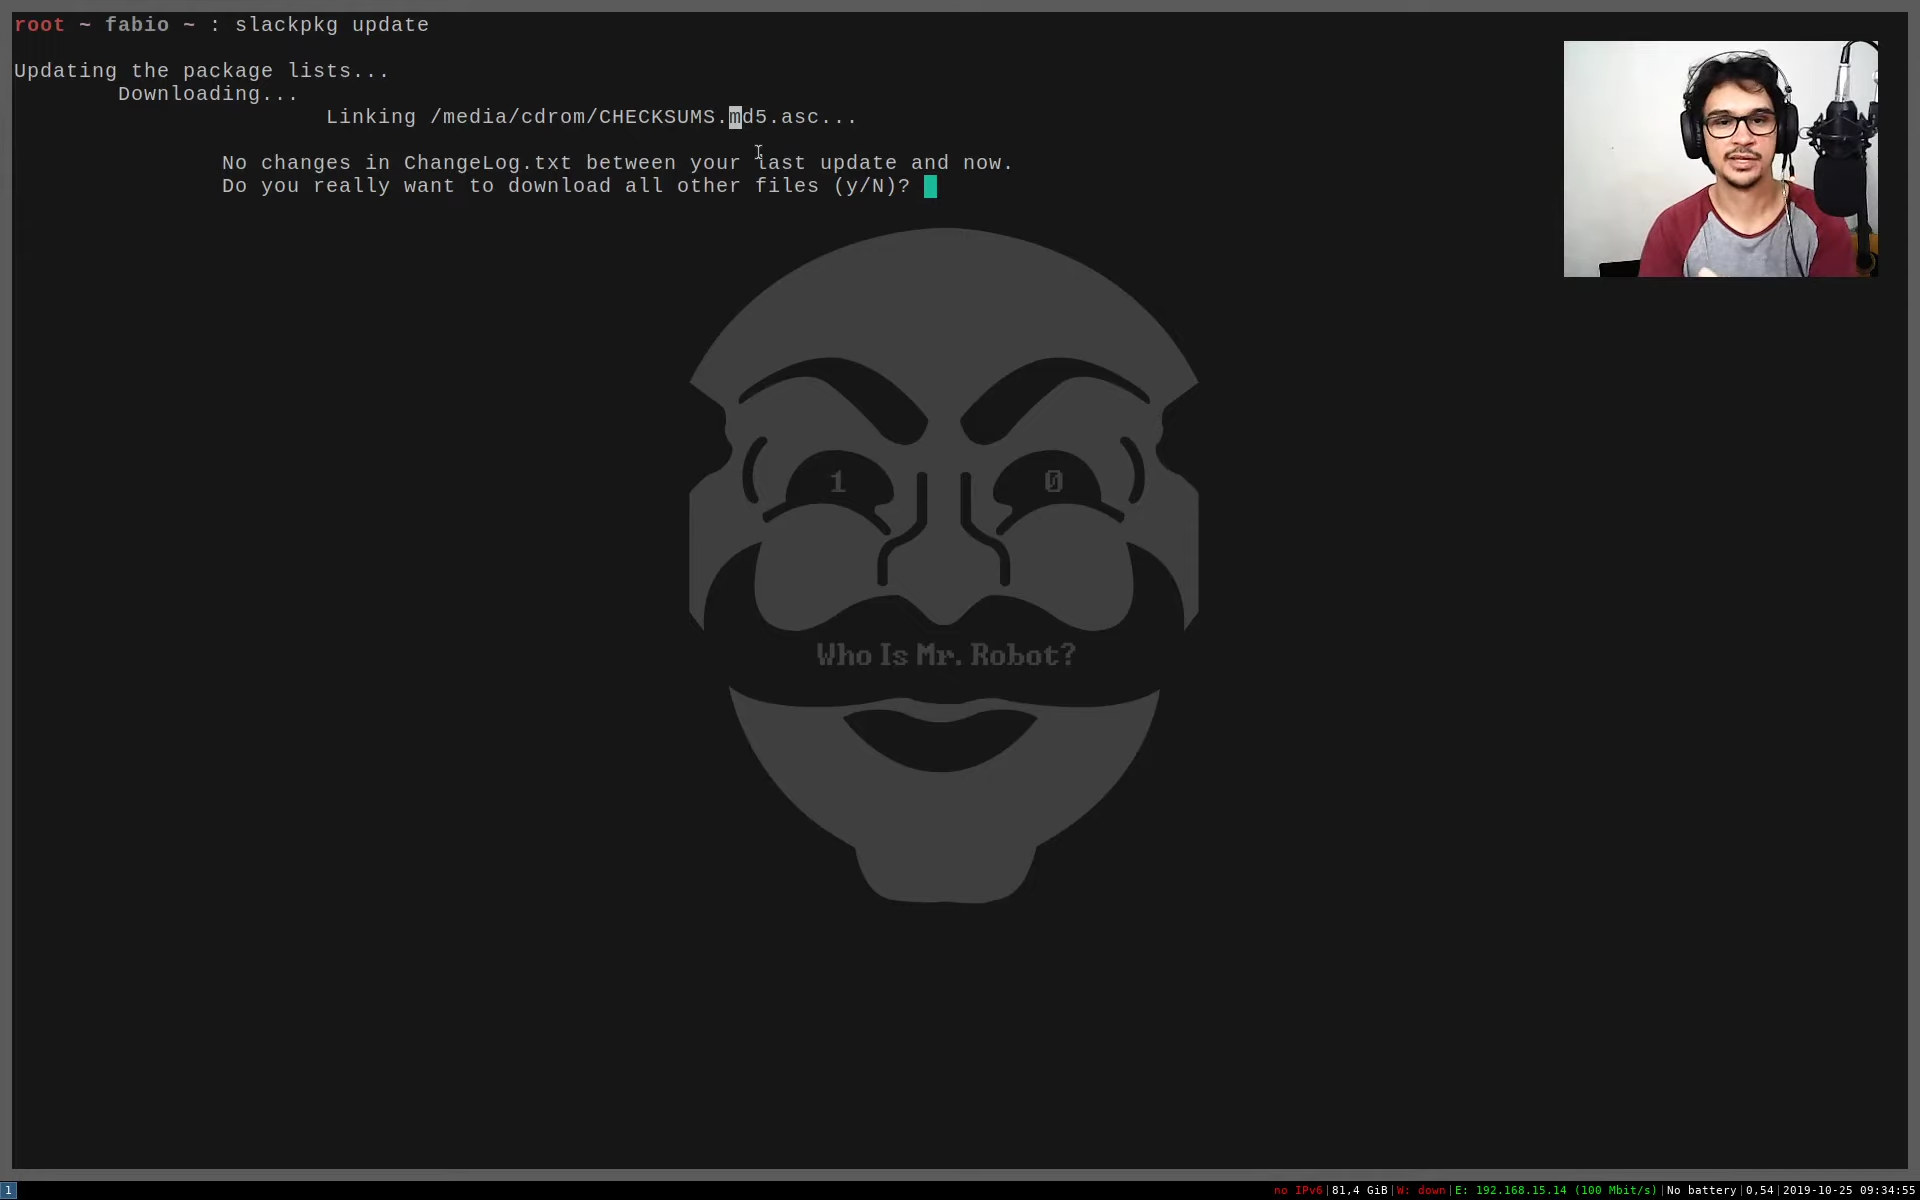 root ~ fabio ~ : slackpkg update
Updating the package lists...
Downloading...
Linking /media/cdrom/CHECKSUMS.md5.asc...
No changes in ChangeLog.txt between your last update and now.
Do you really want to download all other files (y/N)?
1 0
Who Is Mr. Robot?
1 no IPv6|81,4 GiB|W: down|E: 192.168.15.14 (100 Mbit/s)|No battery|0,54|2019-10-25 09:34:55